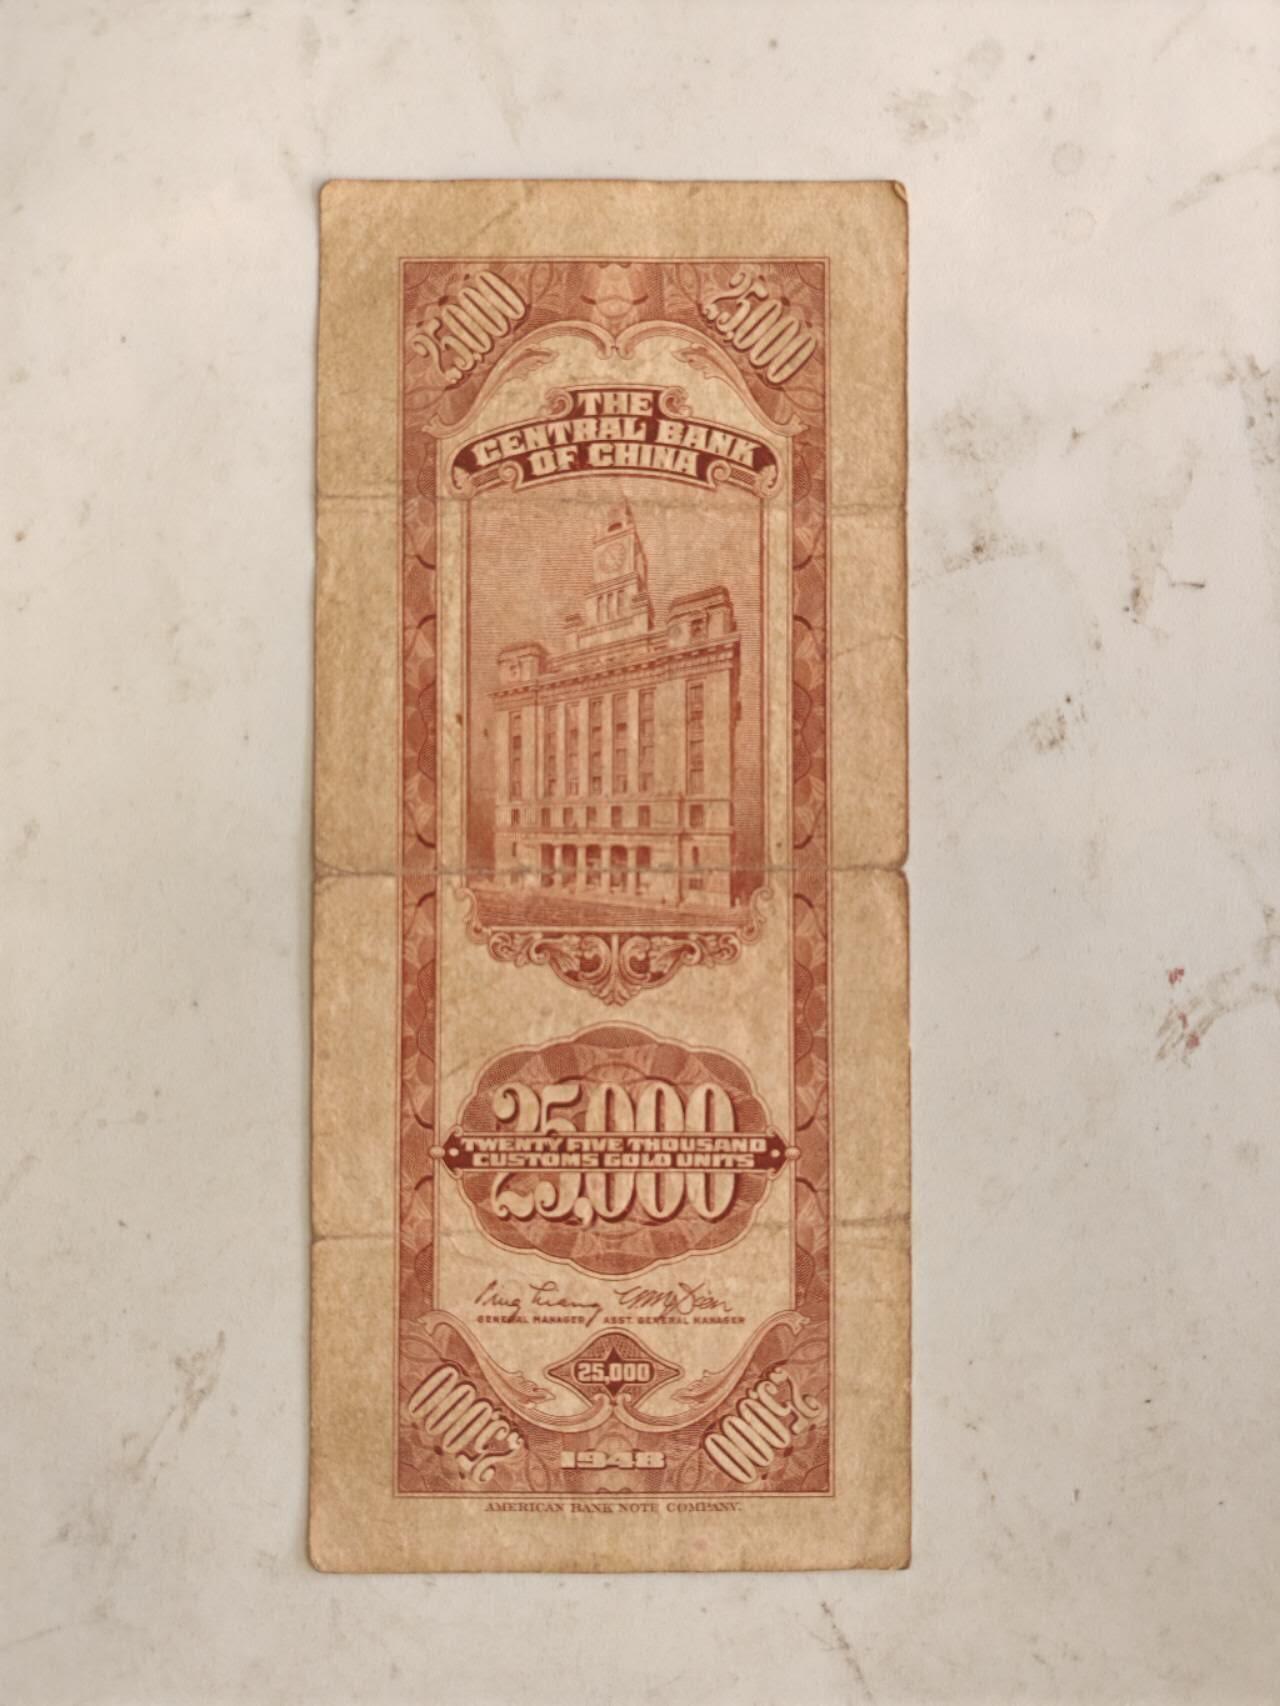 25,000 25,000
THE
CENTRAL BANK
OF CHINA
25,000
TWENTY FIVE THOUSAND
CUSTOMS GOLD UNITS
25,000
GENERAL MANAGER ASST. GENERAL MANAGER
25,000
25,000 25,000
1948
AMERICAN BANK NOTE COMPANY.